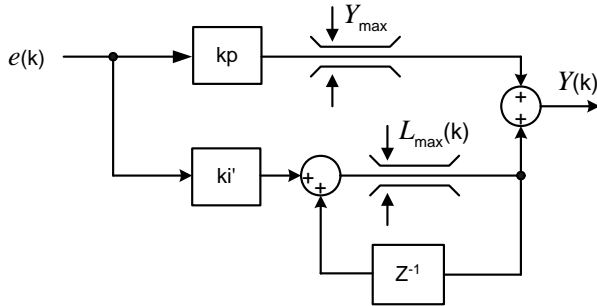 Y_max
e(k)
kp
+
+
Y(k)
L_max(k)
ki'
+
+
Z⁻¹